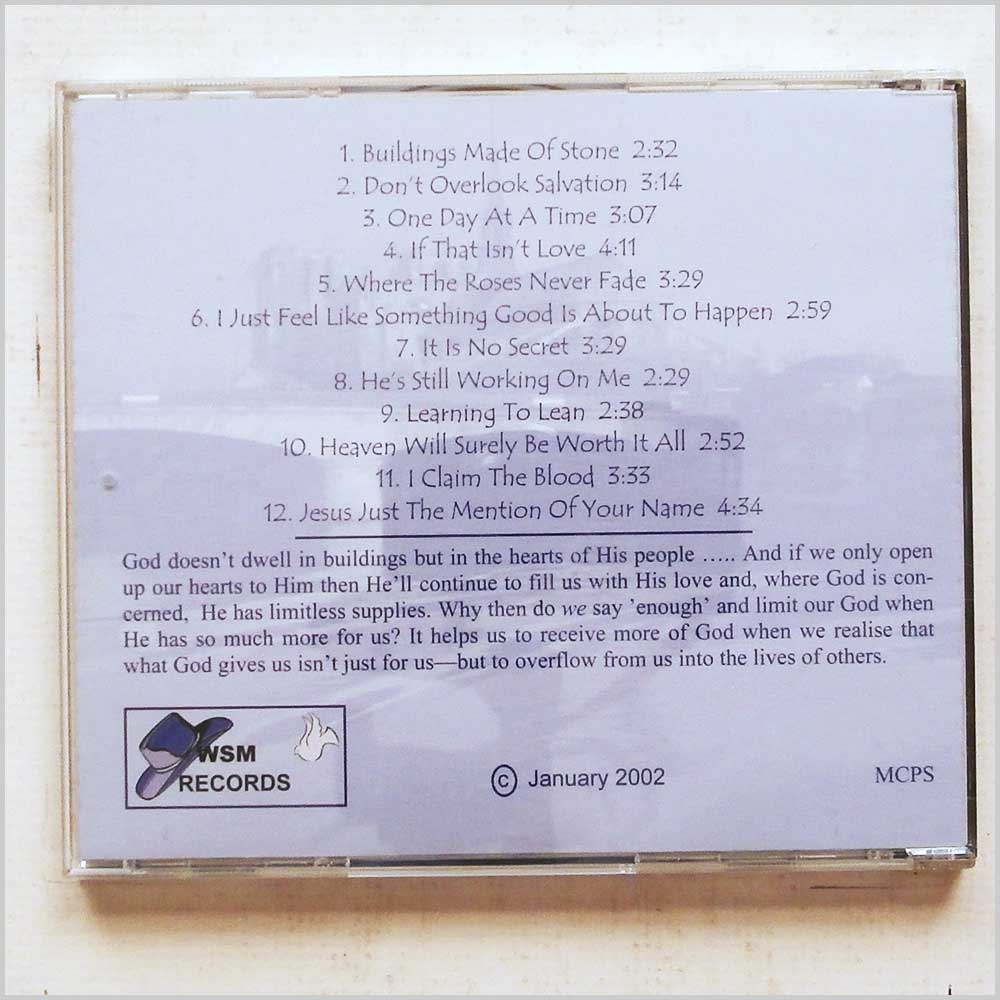 1. Buildings Made Of Stone 2:32
2. Don't Overlook Salvation 3:14
3. One Day At A Time 3:07
4. If That Isn't Love 4:11
5. Where The Roses Never Fade 3:29
6. I Just Feel Like Something Good Is About To Happen 2:59
7. It Is No Secret 3:29
8. He's Still Working On Me 2:29
9. Learning To Lean 2:38
10. Heaven Will Surely Be Worth It All 2:52
11. I Claim The Blood 3:33
12. Jesus Just The Mention Of Your Name 4:34
God doesn't dwell in buildings but in the hearts of His people ….. And if we only open
up our hearts to Him then He'll continue to fill us with His love and, where God is con-
cerned, He has limitless supplies. Why then do we say 'enough' and limit our God when
He has so much more for us? It helps us to receive more of God when we realise that
what God gives us isn't just for us—but to overflow from us into the lives of others.
WSM
RECORDS
© January 2002
MCPS